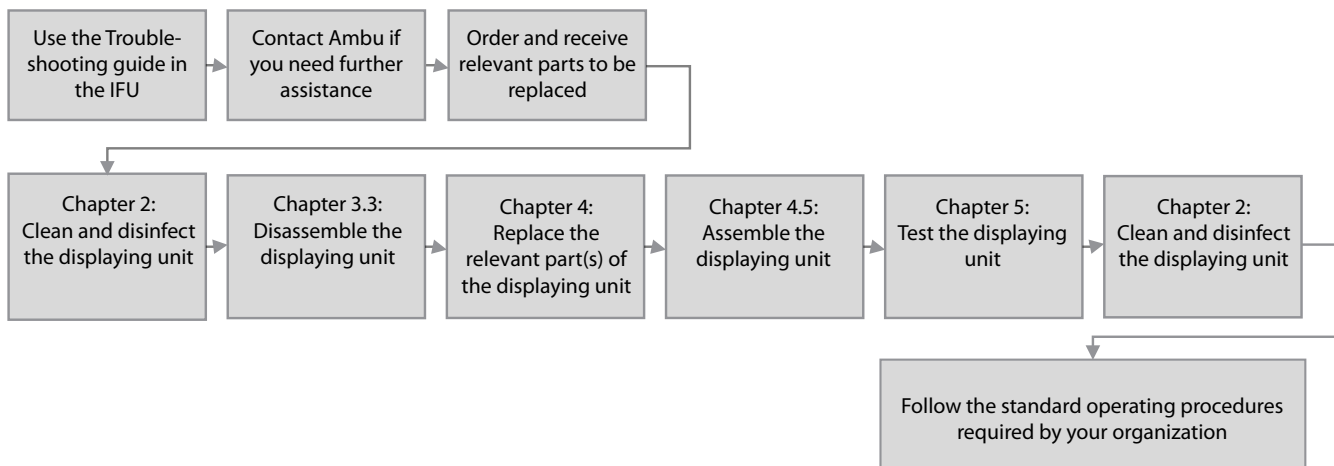 Use the Trouble-
shooting guide in
the IFU
Contact Ambu if
you need further
assistance
Order and receive
relevant parts to be
replaced
Chapter 2:
Clean and disinfect
the displaying unit
Chapter 3.3:
Disassemble the
displaying unit
Chapter 4:
Replace the
relevant part(s) of
the displaying unit
Chapter 4.5:
Assemble the
displaying unit
Chapter 5:
Test the displaying
unit
Chapter 2:
Clean and disinfect
the displaying unit
Follow the standard operating procedures
required by your organization